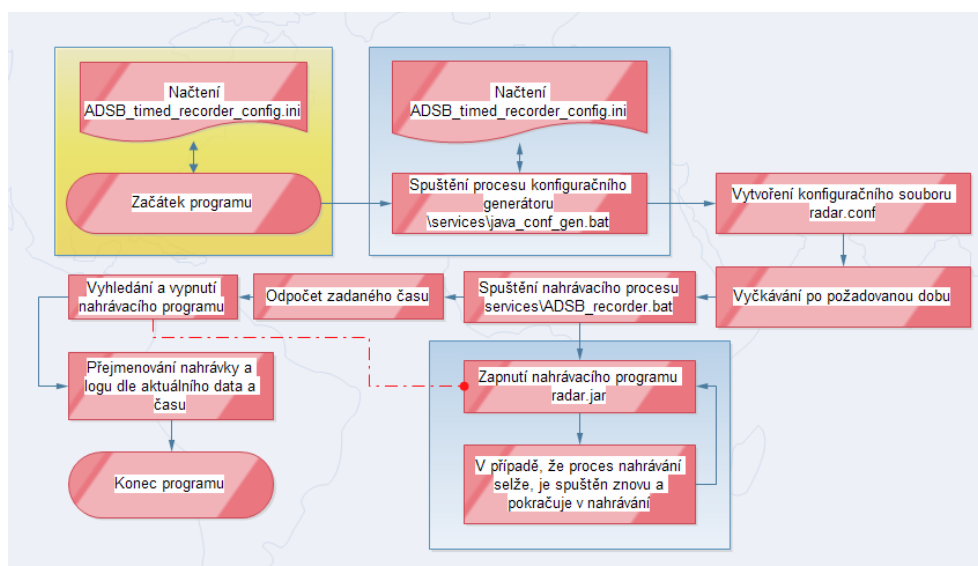 Načtení
ADSB_timed_recorder_config.ini
Načtení
ADSB_timed_recorder_config.ini
Začátek programu
Spuštění procesu konfiguračního
generátoru
\services\java_conf_gen.bat
Vytvoření konfiguračního souboru
radar.conf
Vyhledání a vypnutí
nahrávacího programu
Odpočet zadaného času
Spuštění nahrávacího procesu
services\ADSB_recorder.bat
Vyčkávání po požadovanou dobu
Přejmenování nahrávky a
logu dle aktuálního data a
času
Zapnutí nahrávacího programu
radar.jar
Konec programu
V případě, že proces nahrávání
selže, je spuštěn znovu a
pokračuje v nahrávání